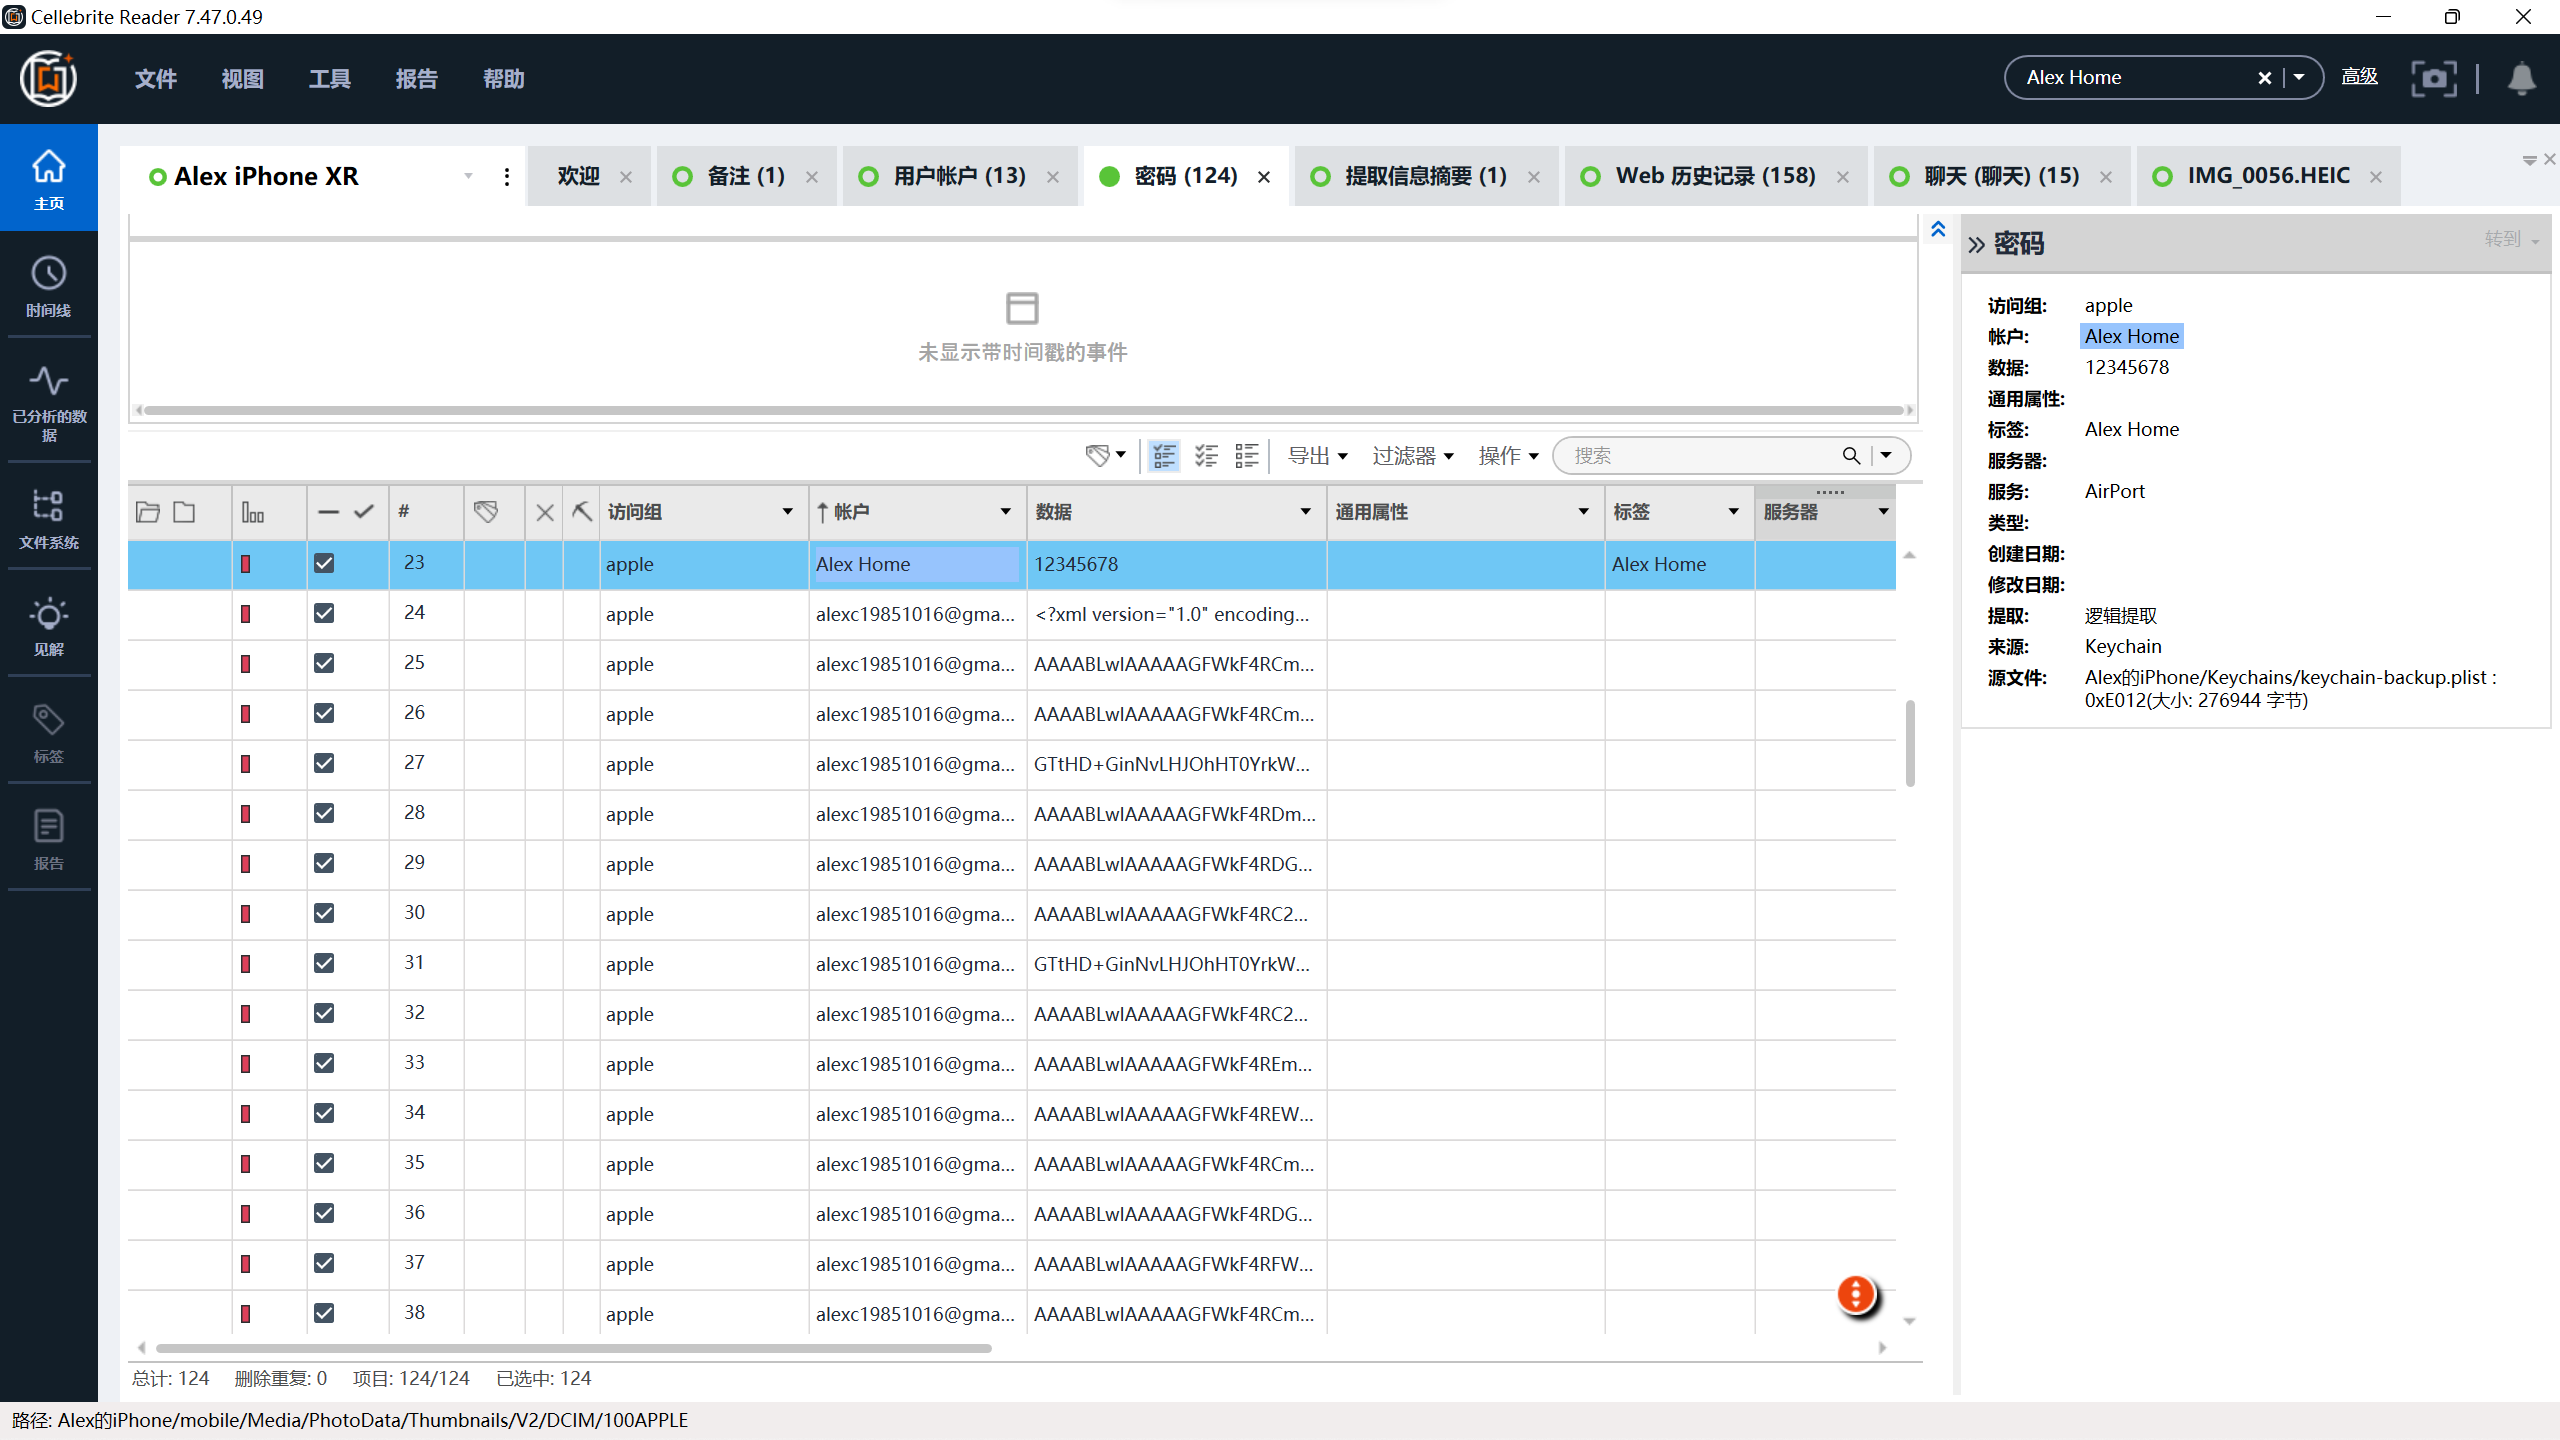 Cellebrite Reader 7.47.0.49
文件 视图 工具 报告 帮助 Alex Home 高级
Alex iPhone XR 欢迎 备注 (1) 用户帐户 (13) 密码 (124) 提取信息摘要 (1) Web 历史记录 (158) 聊天 (聊天) (15) IMG_0056.HEIC
主页
时间线
已分析的数
据
文件系统
见解
标签
报告
未显示带时间戳的事件
导出 过滤器 操作 搜索
# 访问组 帐户 数据 通用属性 标签 服务器
23 apple Alex Home 12345678 Alex Home
24 apple alexc19851016@gma... <?xml version="1.0" encoding...
25 apple alexc19851016@gma... AAAABLwIAAAAAGFWkF4RCm...
26 apple alexc19851016@gma... AAAABLwIAAAAAGFWkF4RCm...
27 apple alexc19851016@gma... GTtHD+GinNvLHJOhHT0YrkW...
28 apple alexc19851016@gma... AAAABLwIAAAAAGFWkF4RDm...
29 apple alexc19851016@gma... AAAABLwIAAAAAGFWkF4RDG...
30 apple alexc19851016@gma... AAAABLwIAAAAAGFWkF4RC2...
31 apple alexc19851016@gma... GTtHD+GinNvLHJOhHT0YrkW...
32 apple alexc19851016@gma... AAAABLwIAAAAAGFWkF4RC2...
33 apple alexc19851016@gma... AAAABLwIAAAAAGFWkF4REm...
34 apple alexc19851016@gma... AAAABLwIAAAAAGFWkF4REW...
35 apple alexc19851016@gma... AAAABLwIAAAAAGFWkF4RCm...
36 apple alexc19851016@gma... AAAABLwIAAAAAGFWkF4RDG...
37 apple alexc19851016@gma... AAAABLwIAAAAAGFWkF4RFW...
38 apple alexc19851016@gma... AAAABLwIAAAAAGFWkF4RCm...
总计: 124 删除重复: 0 项目: 124/124 已选中: 124
密码 转到
访问组: apple
帐户: Alex Home
数据: 12345678
通用属性:
标签: Alex Home
服务器:
服务: AirPort
类型:
创建日期:
修改日期:
提取: 逻辑提取
来源: Keychain
源文件: Alex的iPhone/Keychains/keychain-backup.plist :
0xE012(大小: 276944 字节)
路径: Alex的iPhone/mobile/Media/PhotoData/Thumbnails/V2/DCIM/100APPLE